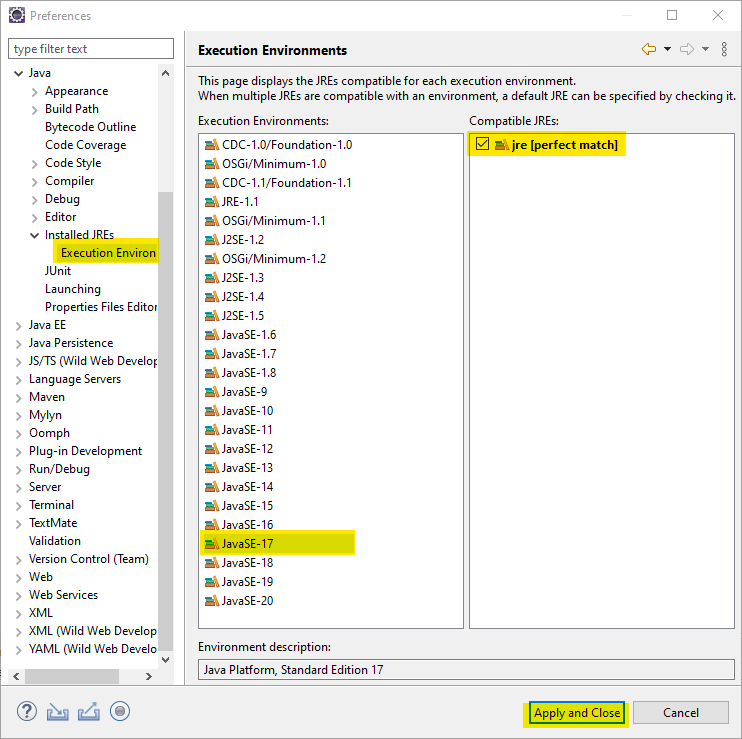 Preferences
type filter text
Java
Appearance
Build Path
Bytecode Outline
Code Coverage
Code Style
Compiler
Debug
Editor
Installed JREs
Execution Environ
JUnit
Launching
Properties Files Editor
Java EE
Java Persistence
JS/TS (Wild Web Develop
Language Servers
Maven
Mylyn
Oomph
Plug-in Development
Run/Debug
Server
Terminal
TextMate
Validation
Version Control (Team)
Web
Web Services
XML
XML (Wild Web Develop
YAML (Wild Web Develo
Execution Environments
This page displays the JREs compatible for each execution environment.
When multiple JREs are compatible with an environment, a default JRE can be specified by checking it.
Execution Environments:
CDC-1.0/Foundation-1.0
OSGi/Minimum-1.0
CDC-1.1/Foundation-1.1
JRE-1.1
OSGi/Minimum-1.1
J2SE-1.2
OSGi/Minimum-1.2
J2SE-1.3
J2SE-1.4
J2SE-1.5
JavaSE-1.6
JavaSE-1.7
JavaSE-1.8
JavaSE-9
JavaSE-10
JavaSE-11
JavaSE-12
JavaSE-13
JavaSE-14
JavaSE-15
JavaSE-16
JavaSE-17
JavaSE-18
JavaSE-19
JavaSE-20
Compatible JREs:
jre [perfect match]
Environment description:
Java Platform, Standard Edition 17
?
Apply and Close
Cancel